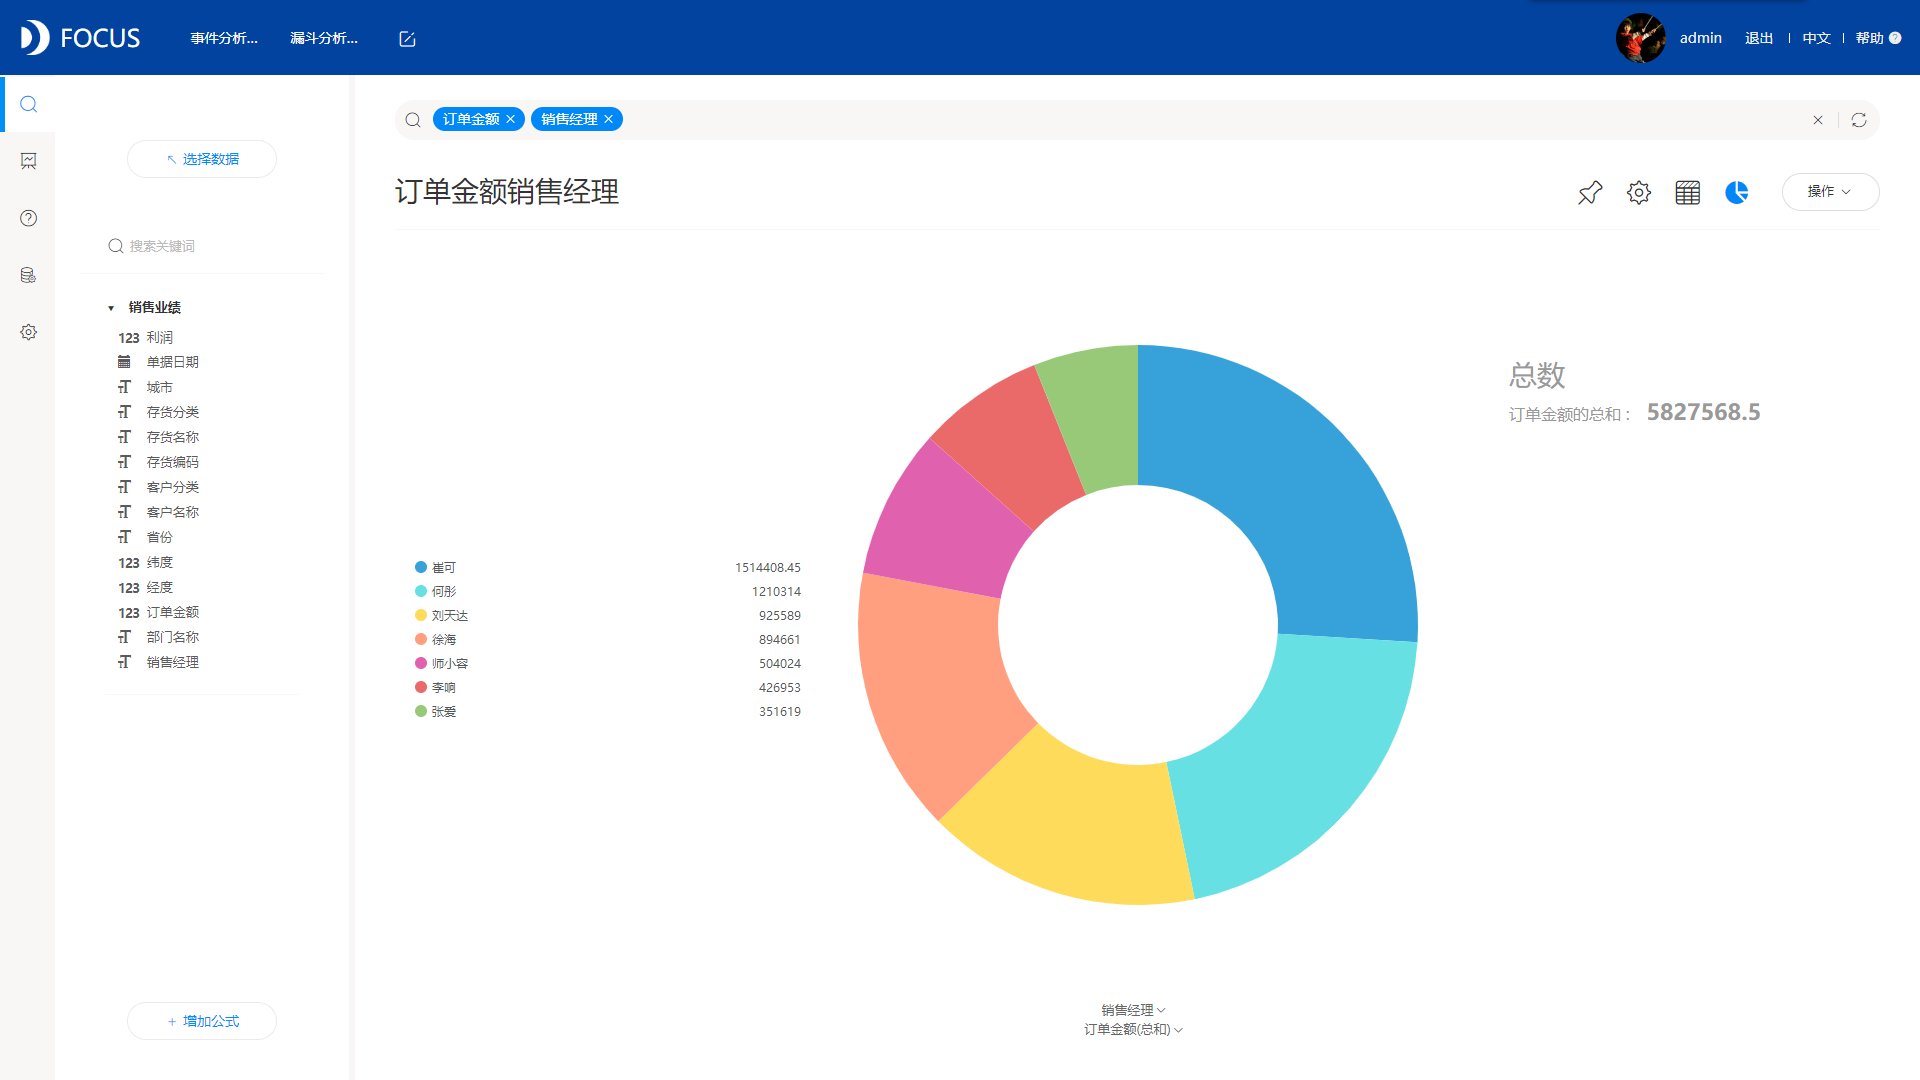 FOCUS 事件分析... 漏斗分析... admin 退出 中文 帮助 ?
订单金额 销售经理
选择数据
搜索关键词
销售业绩
123 利润
单据日期
城市
存货分类
存货名称
存货编码
客户分类
客户名称
省份
123 纬度
123 经度
123 订单金额
部门名称
销售经理
+ 增加公式
订单金额销售经理 操作
崔可 1514408.45
何彤 1210314
刘天达 925589
徐海 894661
师小容 504024
李响 426953
张爱 351619
总数
订单金额的总和： 5827568.5
销售经理
订单金额(总和)